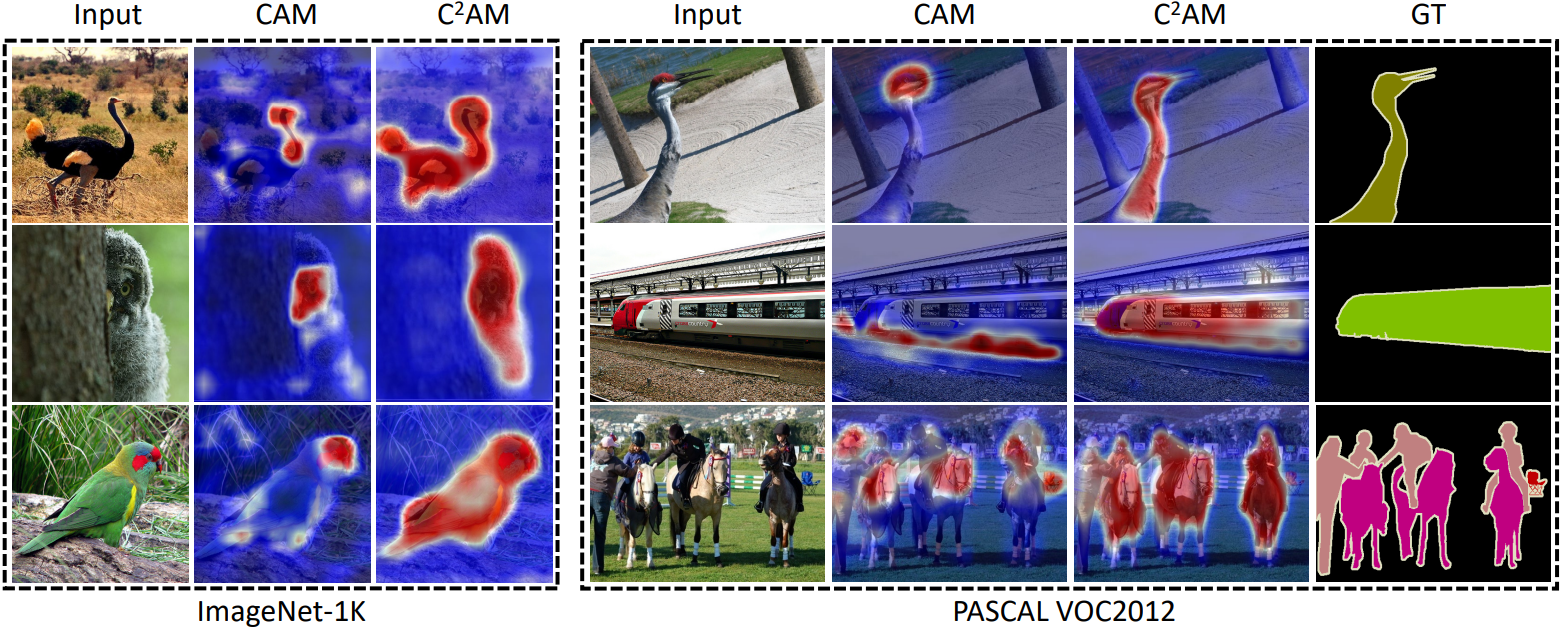 Input CAM C²AM Input CAM C²AM GT
ImageNet-1K PASCAL VOC2012